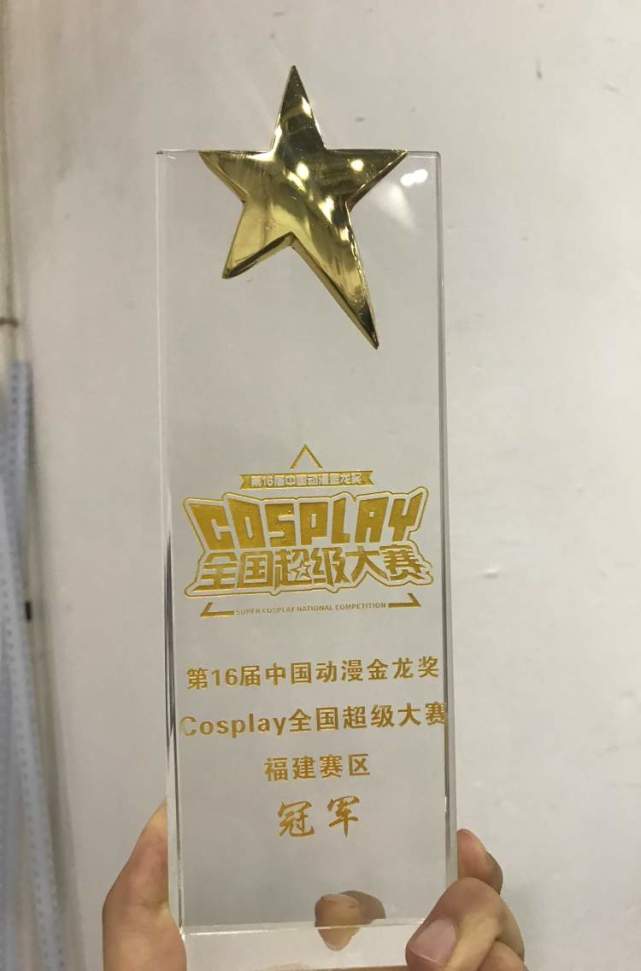 第16届中国动漫金龙奖
COSPLAY
全国超级大赛
SUPER COSPLAY NATIONAL COMPETITION
第16届中国动漫金龙奖
Cosplay全国超级大赛
福建赛区
冠军